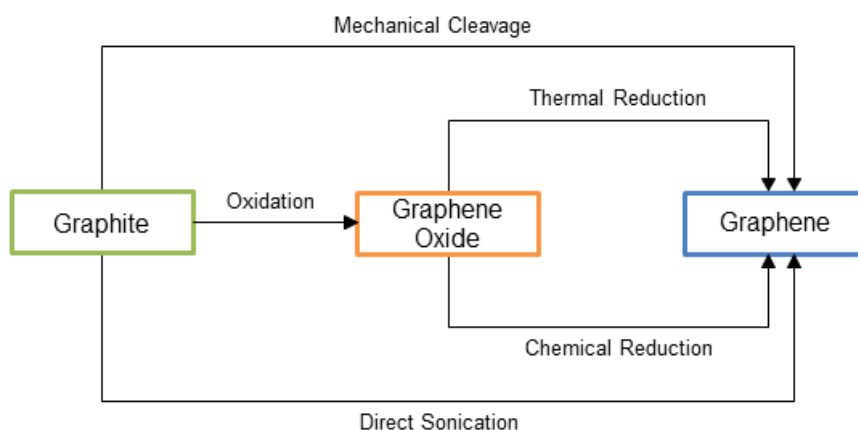 Mechanical Cleavage
Thermal Reduction
Graphite
Oxidation
Graphene
Oxide
Graphene
Chemical Reduction
Direct Sonication